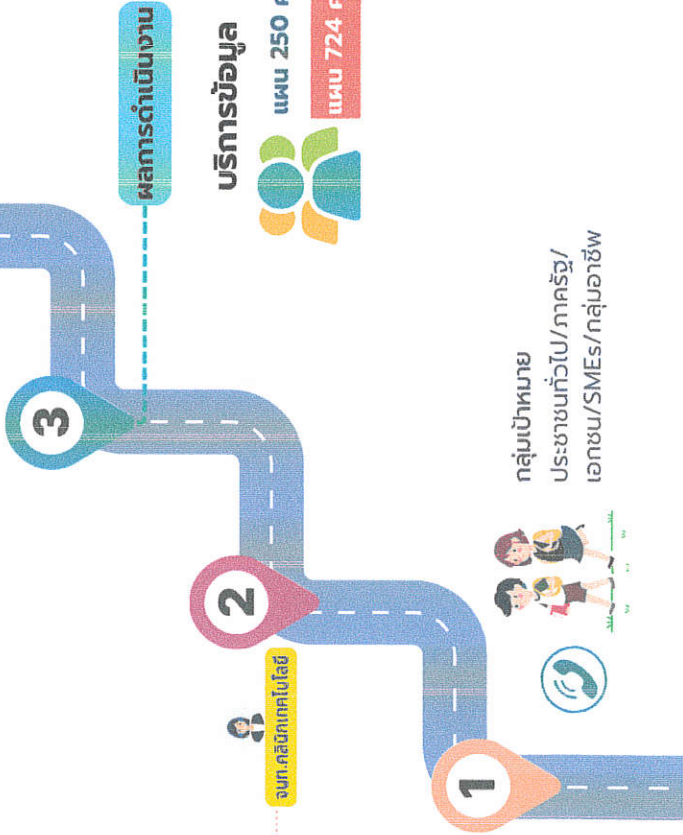 ผลการดำเนินงาน
บริการข้อมูล
แผน 250 ค
แผน 724 ค
3
2
จนท.คลินิกเทคโนโลยี
1
กลุ่มเป้าหมาย
ประชาชนทั่วไป/ภาครัฐ/
เอกชน/SMEs/กลุ่มอาชีพ